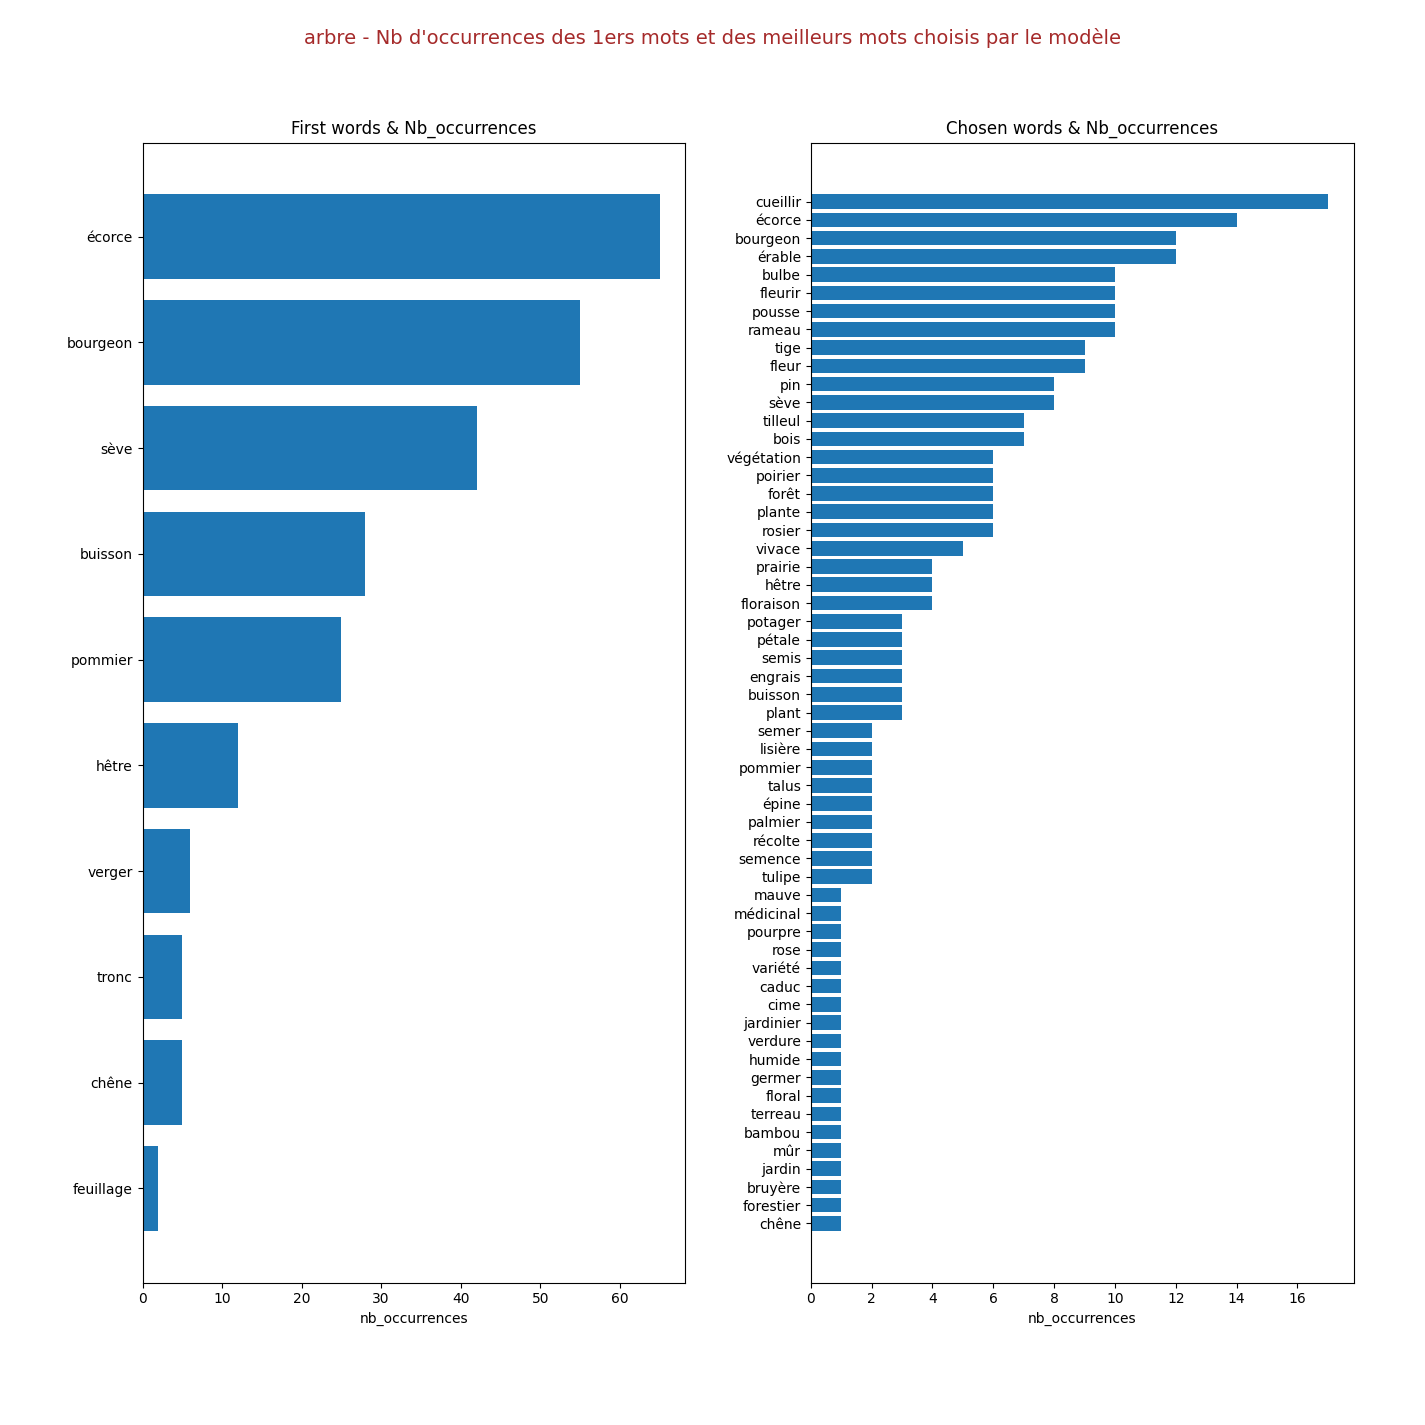 arbre - Nb d'occurrences des 1ers mots et des meilleurs mots choisis par le modèle
First words & Nb_occurrences
écorce
bourgeon
sève
buisson
pommier
hêtre
verger
tronc
chêne
feuillage
0 10 20 30 40 50 60
nb_occurrences
Chosen words & Nb_occurrences
cueillir
écorce
bourgeon
érable
bulbe
fleurir
pousse
rameau
tige
fleur
pin
sève
tilleul
bois
végétation
poirier
forêt
plante
rosier
vivace
prairie
hêtre
floraison
potager
pétale
semis
engrais
buisson
plant
semer
lisière
pommier
talus
épine
palmier
récolte
semence
tulipe
mauve
médicinal
pourpre
rose
variété
caduc
cime
jardinier
verdure
humide
germer
floral
terreau
bambou
mûr
jardin
bruyère
forestier
chêne
0 2 4 6 8 10 12 14 16
nb_occurrences